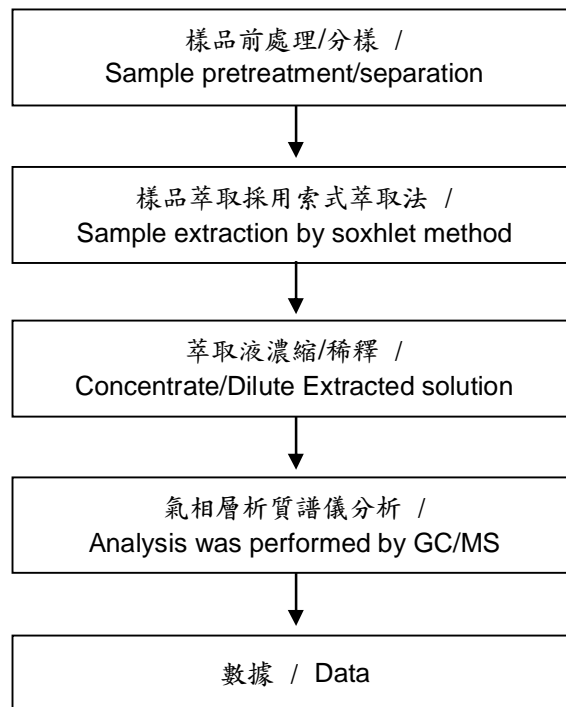 樣品前處理/分樣 /
Sample pretreatment/separation
樣品萃取採用索式萃取法 /
Sample extraction by soxhlet method
萃取液濃縮/稀釋 /
Concentrate/Dilute Extracted solution
氣相層析質譜儀分析 /
Analysis was performed by GC/MS
數據 / Data